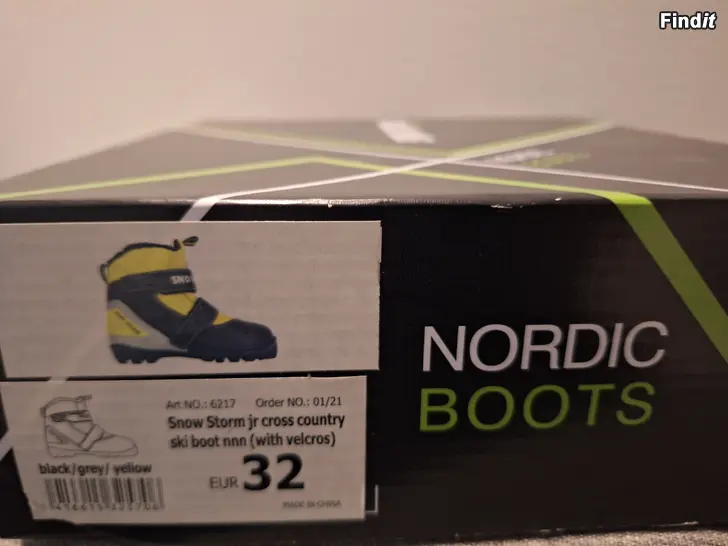 Findit
SNO
NORDIC
BOOTS
Art NO.: 6217 Order NO.: 01/21
Snow Storm jr cross country
ski boot nnn (with velcros)
black/grey/ yellow
EUR 32
MADE IN CHINA